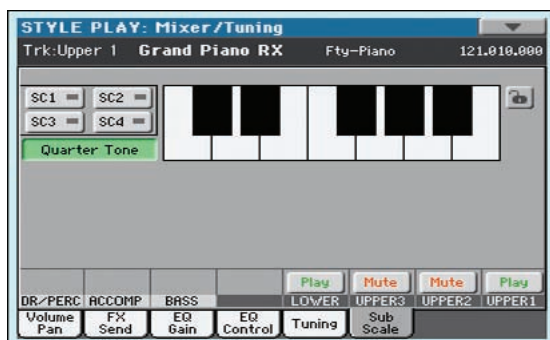 STYLE PLAY: Mixer/Tuning
Trk:Upper 1 Grand Piano RX Fty-Piano 121.010.000
SC1 SC2
SC3 SC4
Quarter Tone
Play Mute Mute Play
DR/PERC ACCOMP BASS LOWER UPPER3 UPPER2 UPPER1
Volume Pan FX Send EQ Gain EQ Control Tuning Sub Scale